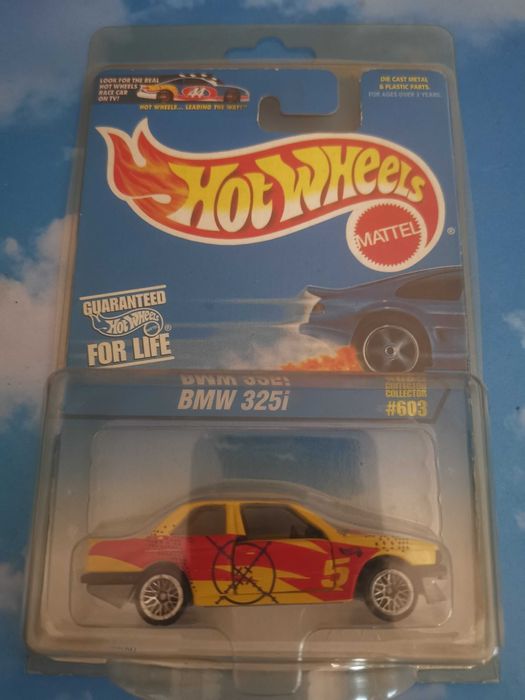 LOOK FOR THE REAL
HOT WHEELS
RACE CAR
ON TV!
44
HOT WHEELS... LEADING THE WAY!
DIE CAST METAL
& PLASTIC PARTS.
FOR AGES OVER 3 YEARS.
HOT WHEELS
®
MATTEL
GUARANTEED
HOT WHEELS
®
FOR LIFE
BMW 325i
COLLECTOR
#603
5